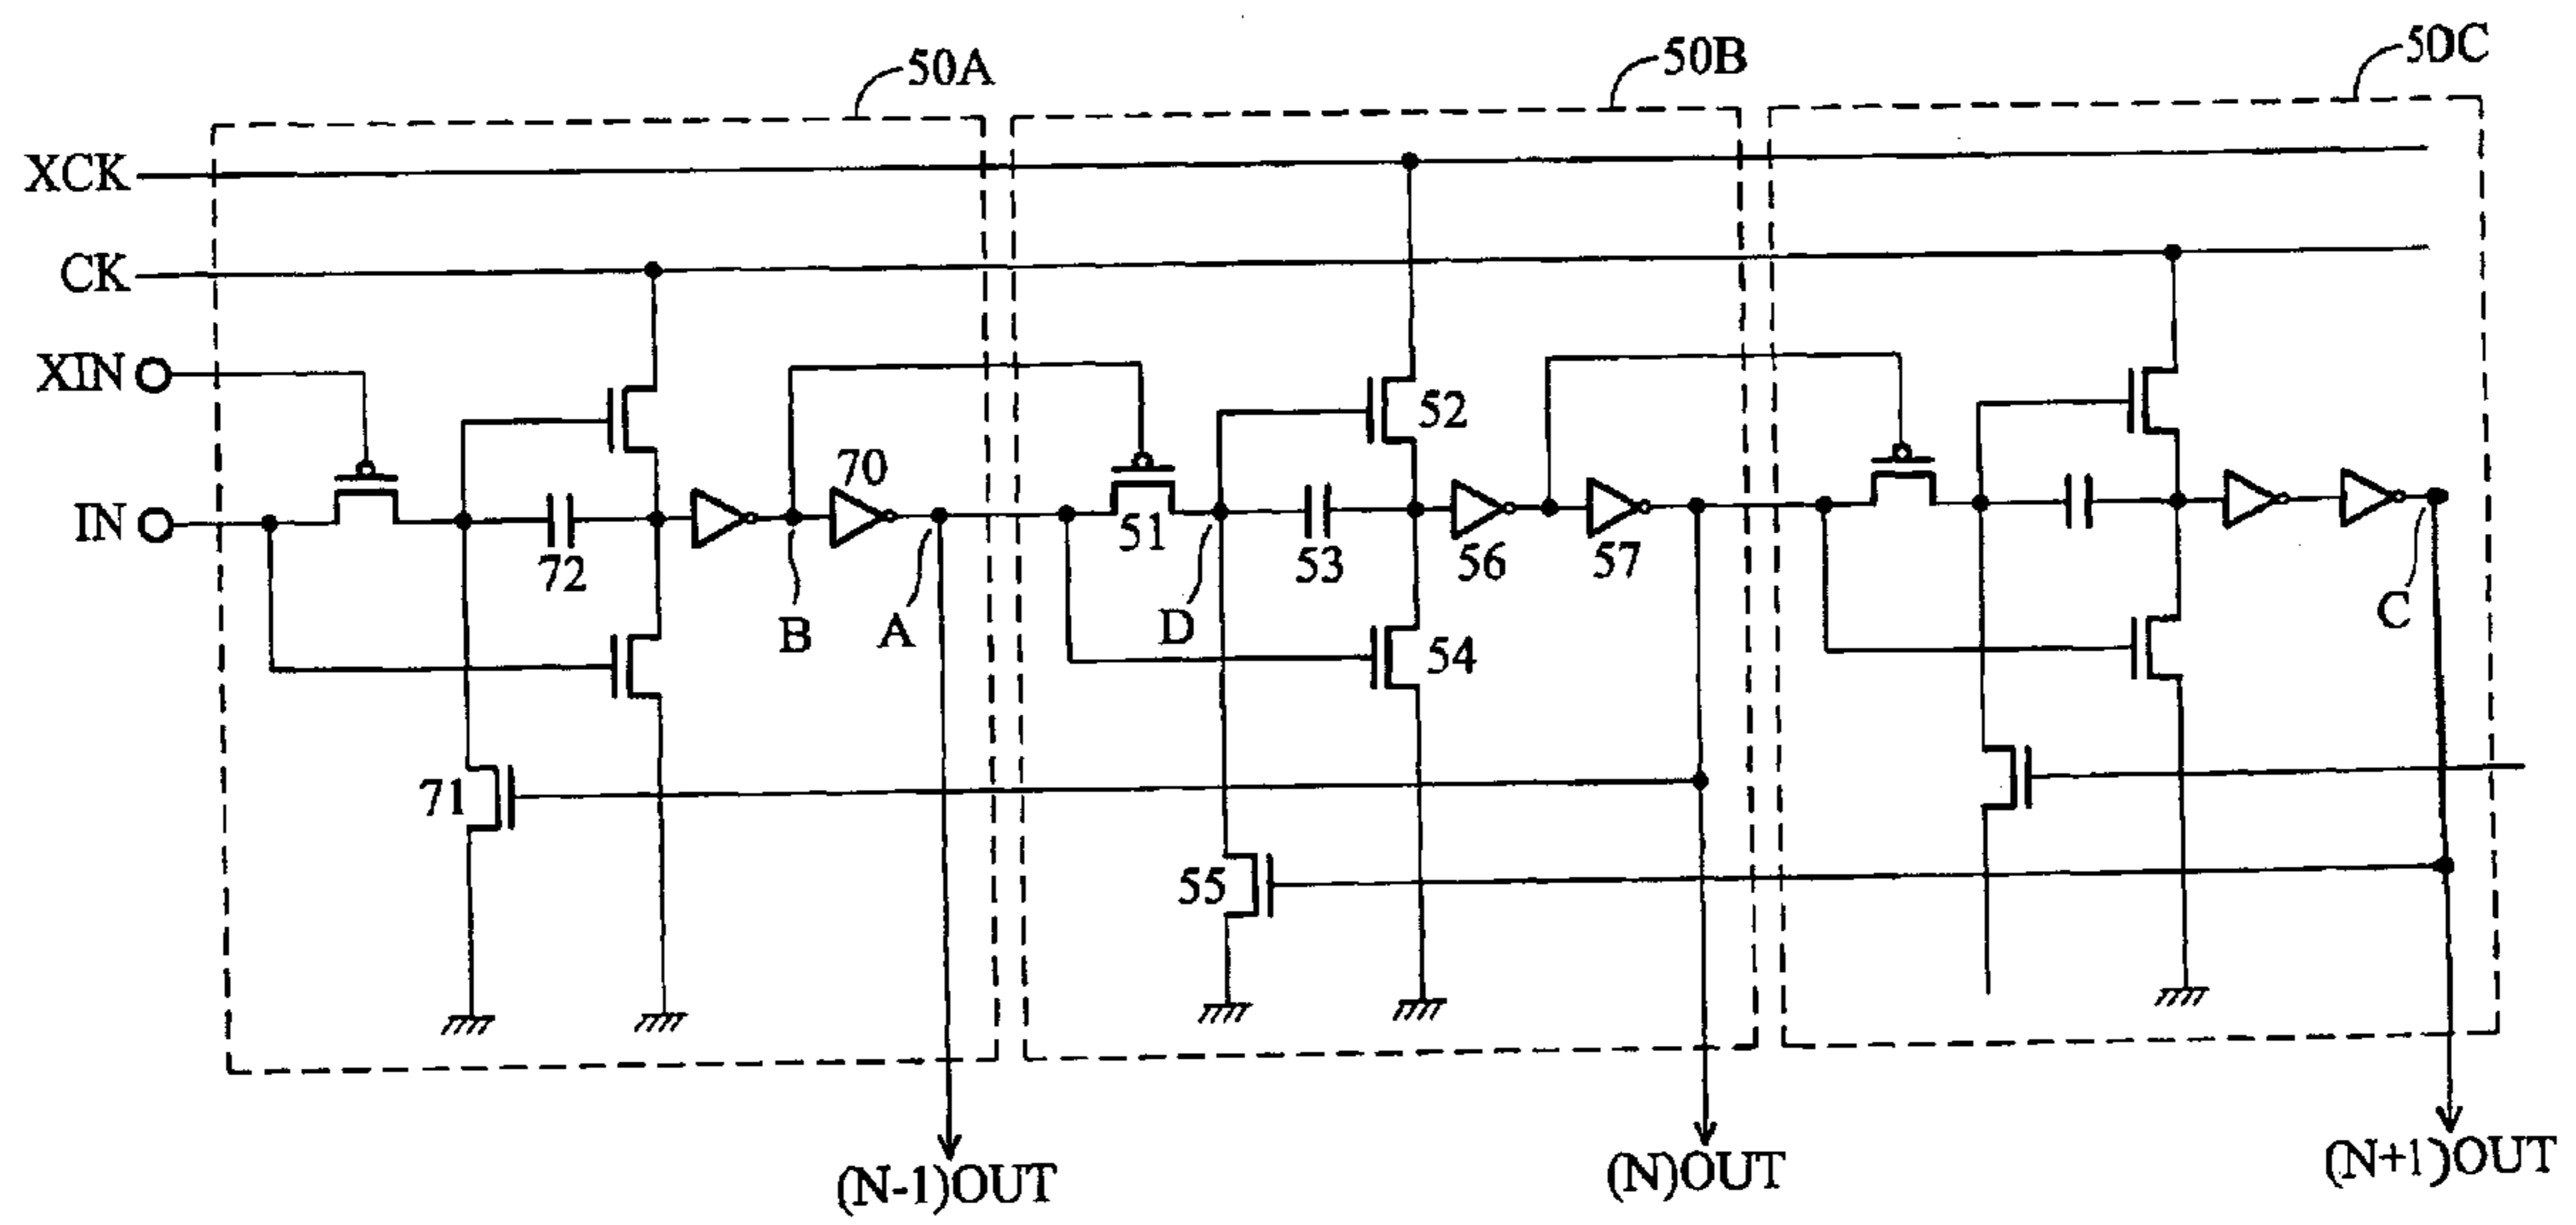 50A
50B
50C
XCK
CK
XIN
IN
70
72
B
A
71
51
52
53
56
57
D
54
55
C
(N-1)OUT
(N)OUT
(N+1)OUT